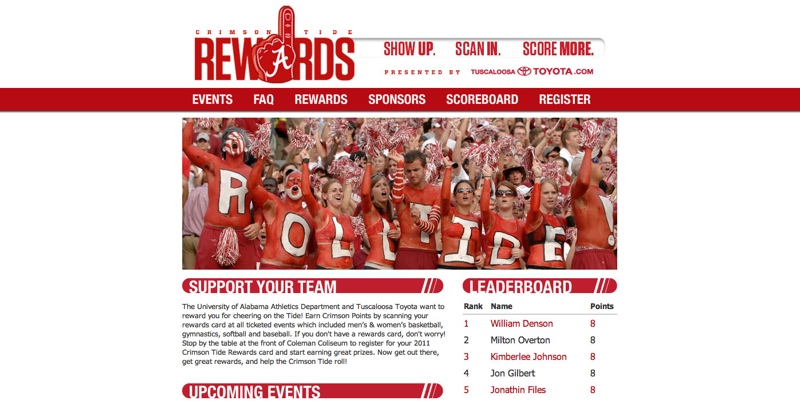 CRIMSON TIDE
REWARDS
A
SHOW UP. SCAN IN. SCORE MORE.
PRESENTED BY TUSCALOOSA TOYOTA.COM
EVENTS FAQ REWARDS SPONSORS SCOREBOARD REGISTER
R O L L T I D E !
SUPPORT YOUR TEAM
The University of Alabama Athletics Department and Tuscaloosa Toyota want to
reward you for cheering on the Tide! Earn Crimson Points by scanning your
rewards card at all ticketed events which included men's & women's basketball,
gymnastics, softball and baseball. If you don't have a rewards card, don't worry!
Stop by the table at the front of Coleman Coliseum to register for your 2011
Crimson Tide Rewards card and start earning great prizes. Now get out there,
get great rewards, and help the Crimson Tide roll!
UPCOMING EVENTS
LEADERBOARD
Rank Name Points
1 William Denson 8
2 Milton Overton 8
3 Kimberlee Johnson 8
4 Jon Gilbert 8
5 Jonathin Files 8